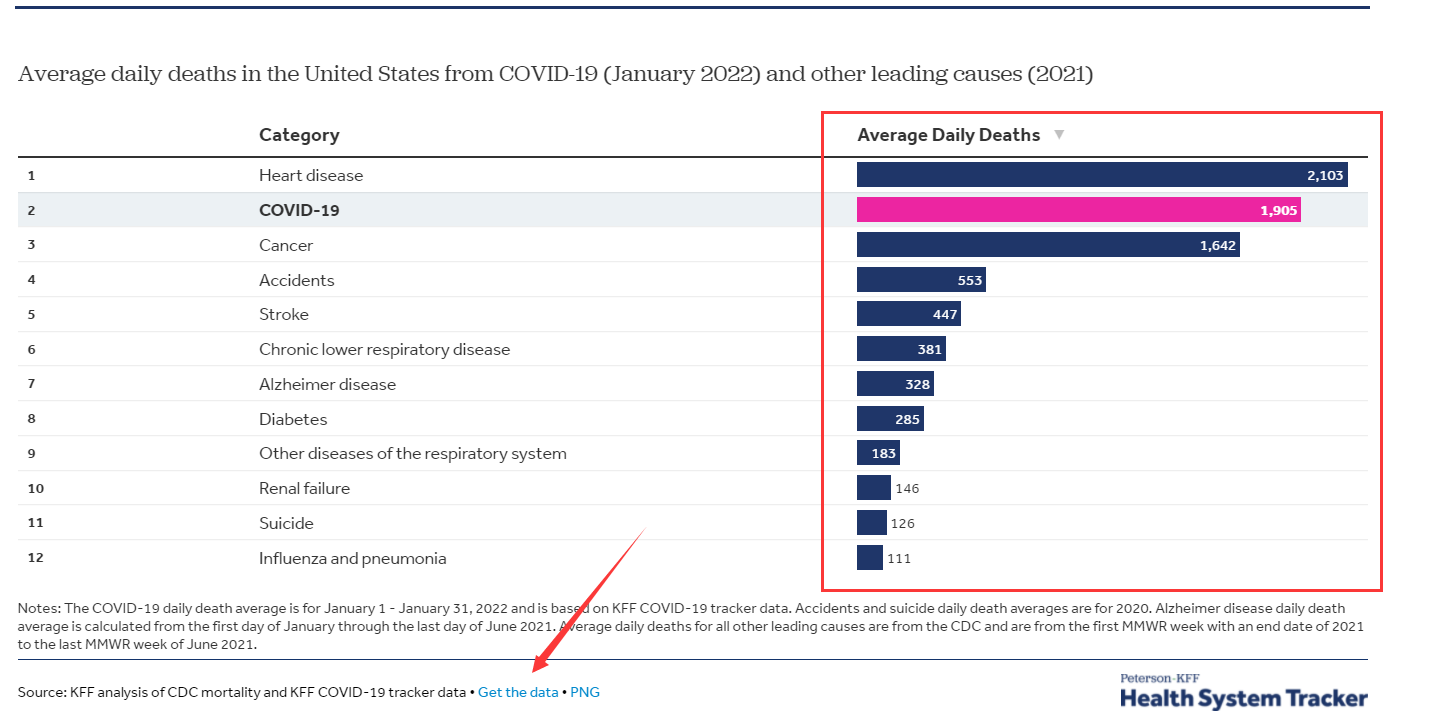 Average daily deaths in the United States from COVID-19 (January 2022) and other leading causes (2021)
Category Average Daily Deaths
1 Heart disease 2,103
2 COVID-19 1,905
3 Cancer 1,642
4 Accidents 553
5 Stroke 447
6 Chronic lower respiratory disease 381
7 Alzheimer disease 328
8 Diabetes 285
9 Other diseases of the respiratory system 183
10 Renal failure 146
11 Suicide 126
12 Influenza and pneumonia 111
Notes: The COVID-19 daily death average is for January 1 - January 31, 2022 and is based on KFF COVID-19 tracker data. Accidents and suicide daily death averages are for 2020. Alzheimer disease daily death
average is calculated from the first day of January through the last day of June 2021. Average daily deaths for all other leading causes are from the CDC and are from the first MMWR week with an end date of 2021
to the last MMWR week of June 2021.
Source: KFF analysis of CDC mortality and KFF COVID-19 tracker data • Get the data • PNG
Peterson-KFF
Health System Tracker